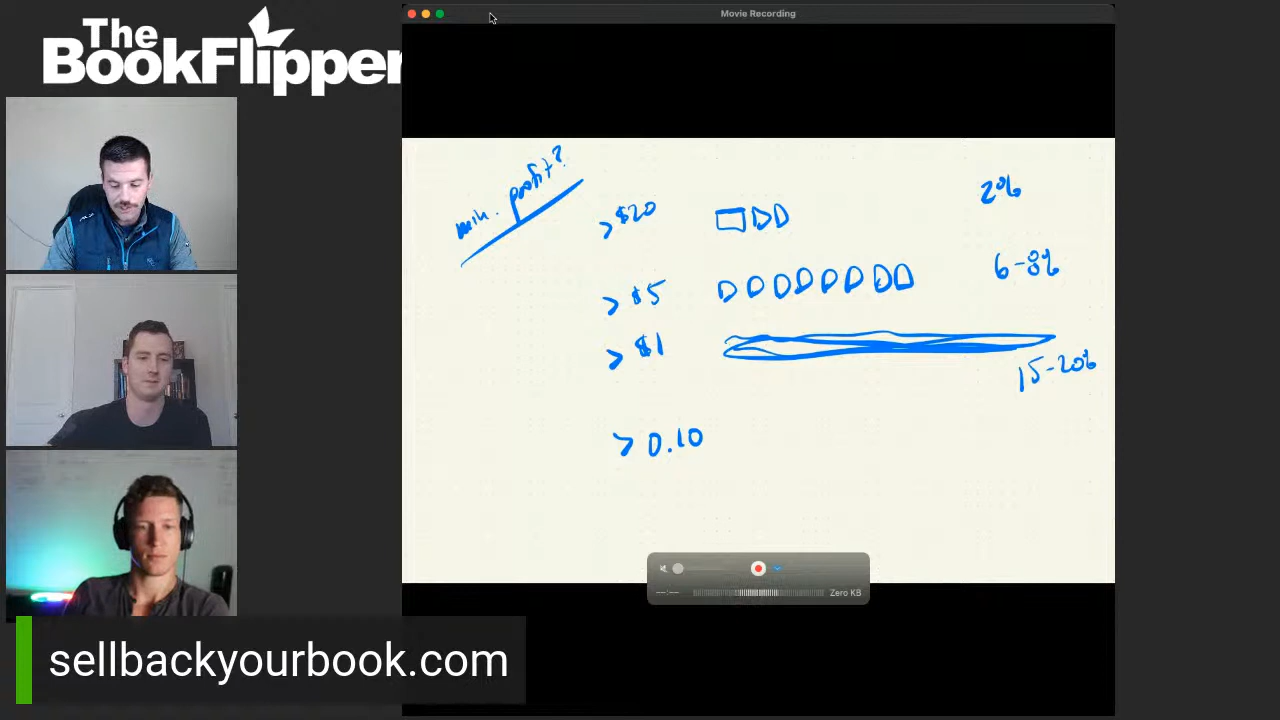 The
BookFlipper
Movie Recording
min. profit?
> $20
2%
> $5
6-8%
> $1
15-20%
> 0.10
--:--
Zero KB
sellbackyourbook.com